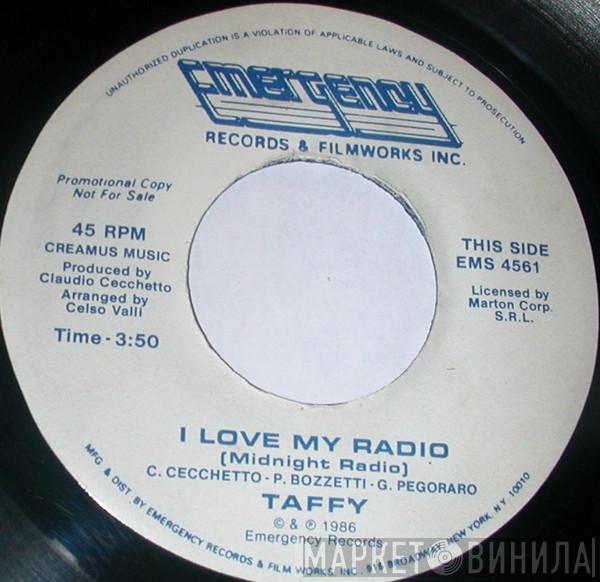 UNAUTHORIZED DUPLICATION IS A VIOLATION OF APPLICABLE LAWS AND SUBJECT TO PROSECUTION
Emergency
RECORDS & FILMWORKS INC.
Promotional Copy
Not For Sale
45 RPM
CREAMUS MUSIC
Produced by
Claudio Cecchetto
Arranged by
Celso Valli
Time - 3:50
THIS SIDE
EMS 4561
Licensed by
Marton Corp.
S.R.L.
I LOVE MY RADIO
(Midnight Radio)
C. CECCHETTO - P. BOZZETTI - G. PEGORARO
TAFFY
© & ℗ 1986
Emergency Records
MFG. & DIST. BY EMERGENCY RECORDS & FILM WORKS, INC. BROADWAY, NEW YORK, NY 10010
МАРКЕТ ВИНИЛА